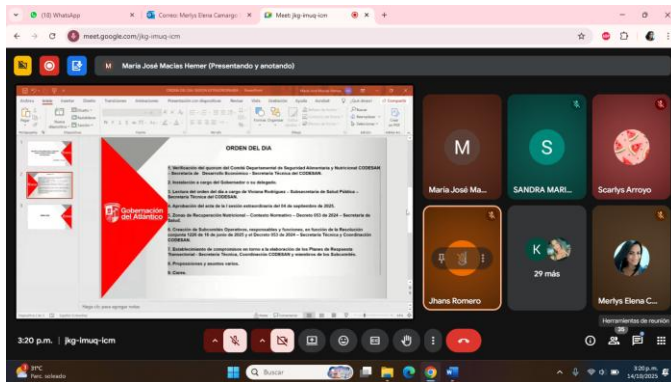 (10) WhatsApp
Correo: Merlys Elena Camargo
Meet: jkg-imuq-icm
meet.google.com/jkg-imuq-icm
M María José Macías Hemer (Presentando y anotando)
ORDEN DEL DIA
1. Verificación del quorum del Comité Departamental de Seguridad Alimentaria y Nutricional CODESAN
– Secretaría de Desarrollo Económico – Secretaría Técnica del CODESAN.
2. Instalación a cargo del Gobernador o su delegado.
3. Lectura del orden del día a cargo de Viviana Rodríguez – Subsecretaria de Salud Pública –
Secretaría Técnica del CODESAN.
4. Aprobación del acta de la I sesión extraordinaria del 04 de septiembre de 2025.
5. Zonas de Recuperación Nutricional – Contexto Normativo – Decreto 053 de 2024 – Secretaría de
Salud.
6. Creación de Subcomités Operativos, responsables y funciones, en función de la Resolución
conjunta 1020 de 16 de junio de 2025 y el Decreto 053 de 2024 – Secretaría Técnica y Coordinación
CODESAN.
7. Establecimiento de compromisos en torno a la elaboración de los Planes de Respuesta
Transectorial - Secretaría Técnica, Coordinación CODESAN y miembros de los Subcomités.
8. Proposiciones y asuntos varios.
9. Cierre.
Gobernación
del Atlántico
M
María José Ma...
S
SANDRA MARI...
Scarlys Arroyo
Jhans Romero
K
29 más
Merlys Elena C...
Herramientas de reunión
3:20 p.m. | jkg-imuq-icm
31°C
Parc. soleado
Buscar
3:20 p.m.
14/10/2025